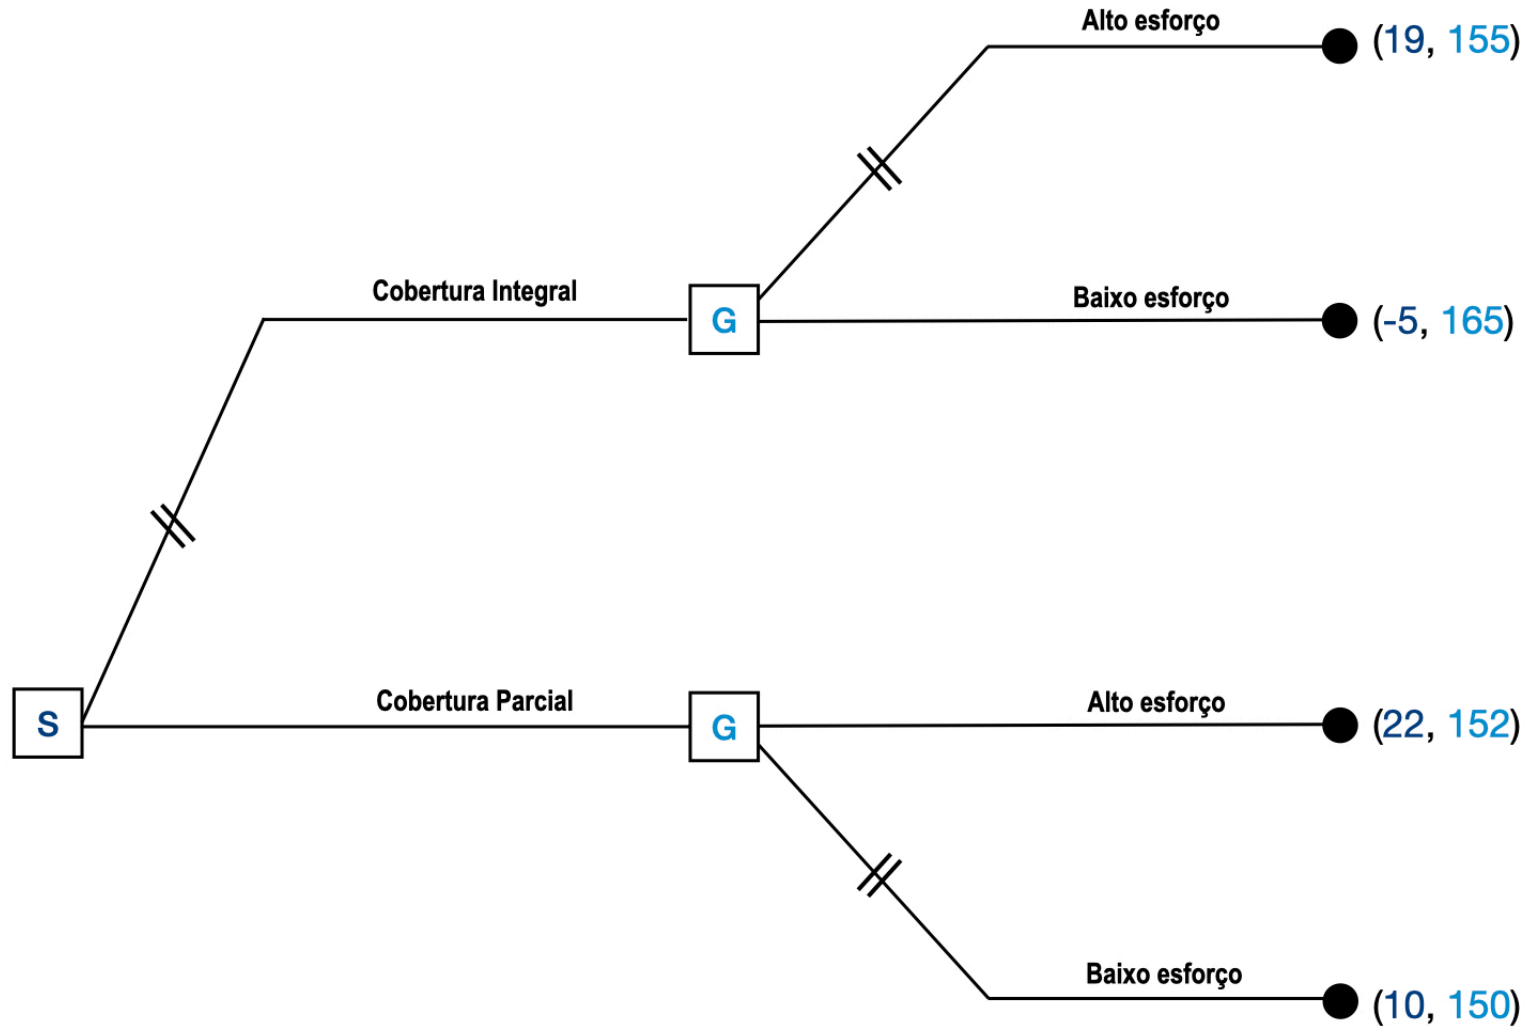 Alto esforço
(19, 155)
Cobertura Integral
G
Baixo esforço
(-5, 165)
S
Cobertura Parcial
G
Alto esforço
(22, 152)
Baixo esforço
(10, 150)